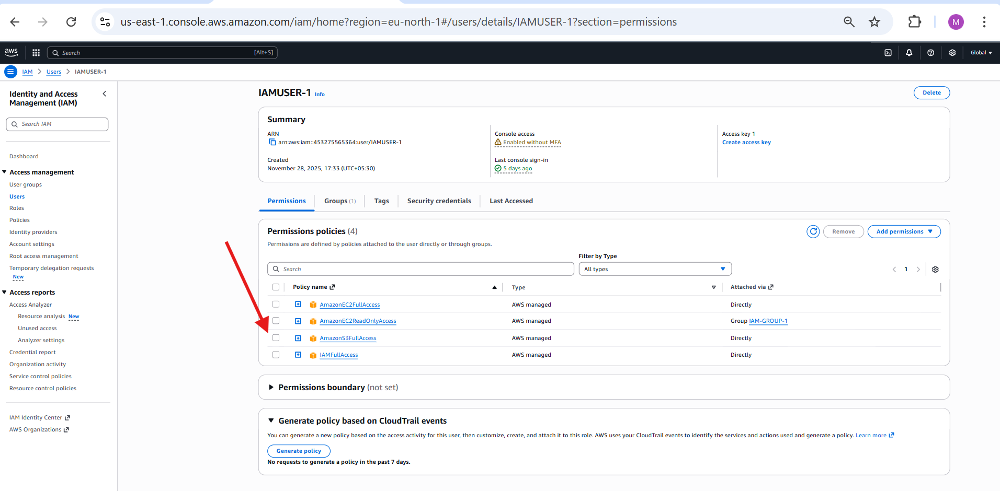 us-east-1.console.aws.amazon.com/iam/home?region=eu-north-1#/users/details/IAMUSER-1?section=permissions
M
aws
Search [Alt+S]
Global
IAM > Users > IAMUSER-1
Identity and Access Management (IAM)
Search IAM
Dashboard
Access management
User groups
Users
Roles
Policies
Identity providers
Account settings
Root access management
Temporary delegation requests
New
Access reports
Access Analyzer
Resource analysis New
Unused access
Analyzer settings
Credential report
Organization activity
Service control policies
Resource control policies
IAM Identity Center
AWS Organizations
IAMUSER-1 Info
Delete
Summary
ARN
arn:aws:iam::453275565364:user/IAMUSER-1
Created
November 28, 2025, 17:33 (UTC+05:30)
Console access
Enabled without MFA
Last console sign-in
5 days ago
Access key 1
Create access key
Permissions Groups (1) Tags Security credentials Last Accessed
Permissions policies (4)
Remove Add permissions
Permissions are defined by policies attached to the user directly or through groups.
Filter by Type
Search
All types
1
Policy name Type Attached via
AmazonEC2FullAccess AWS managed Directly
AmazonEC2ReadOnlyAccess AWS managed Group IAM-GROUP-1
AmazonS3FullAccess AWS managed Directly
IAMFullAccess AWS managed Directly
Permissions boundary (not set)
Generate policy based on CloudTrail events
You can generate a new policy based on the access activity for this user, then customize, create, and attach it to this role. AWS uses your CloudTrail events to identify the services and actions used and generate a policy. Learn more
Generate policy
No requests to generate a policy in the past 7 days.